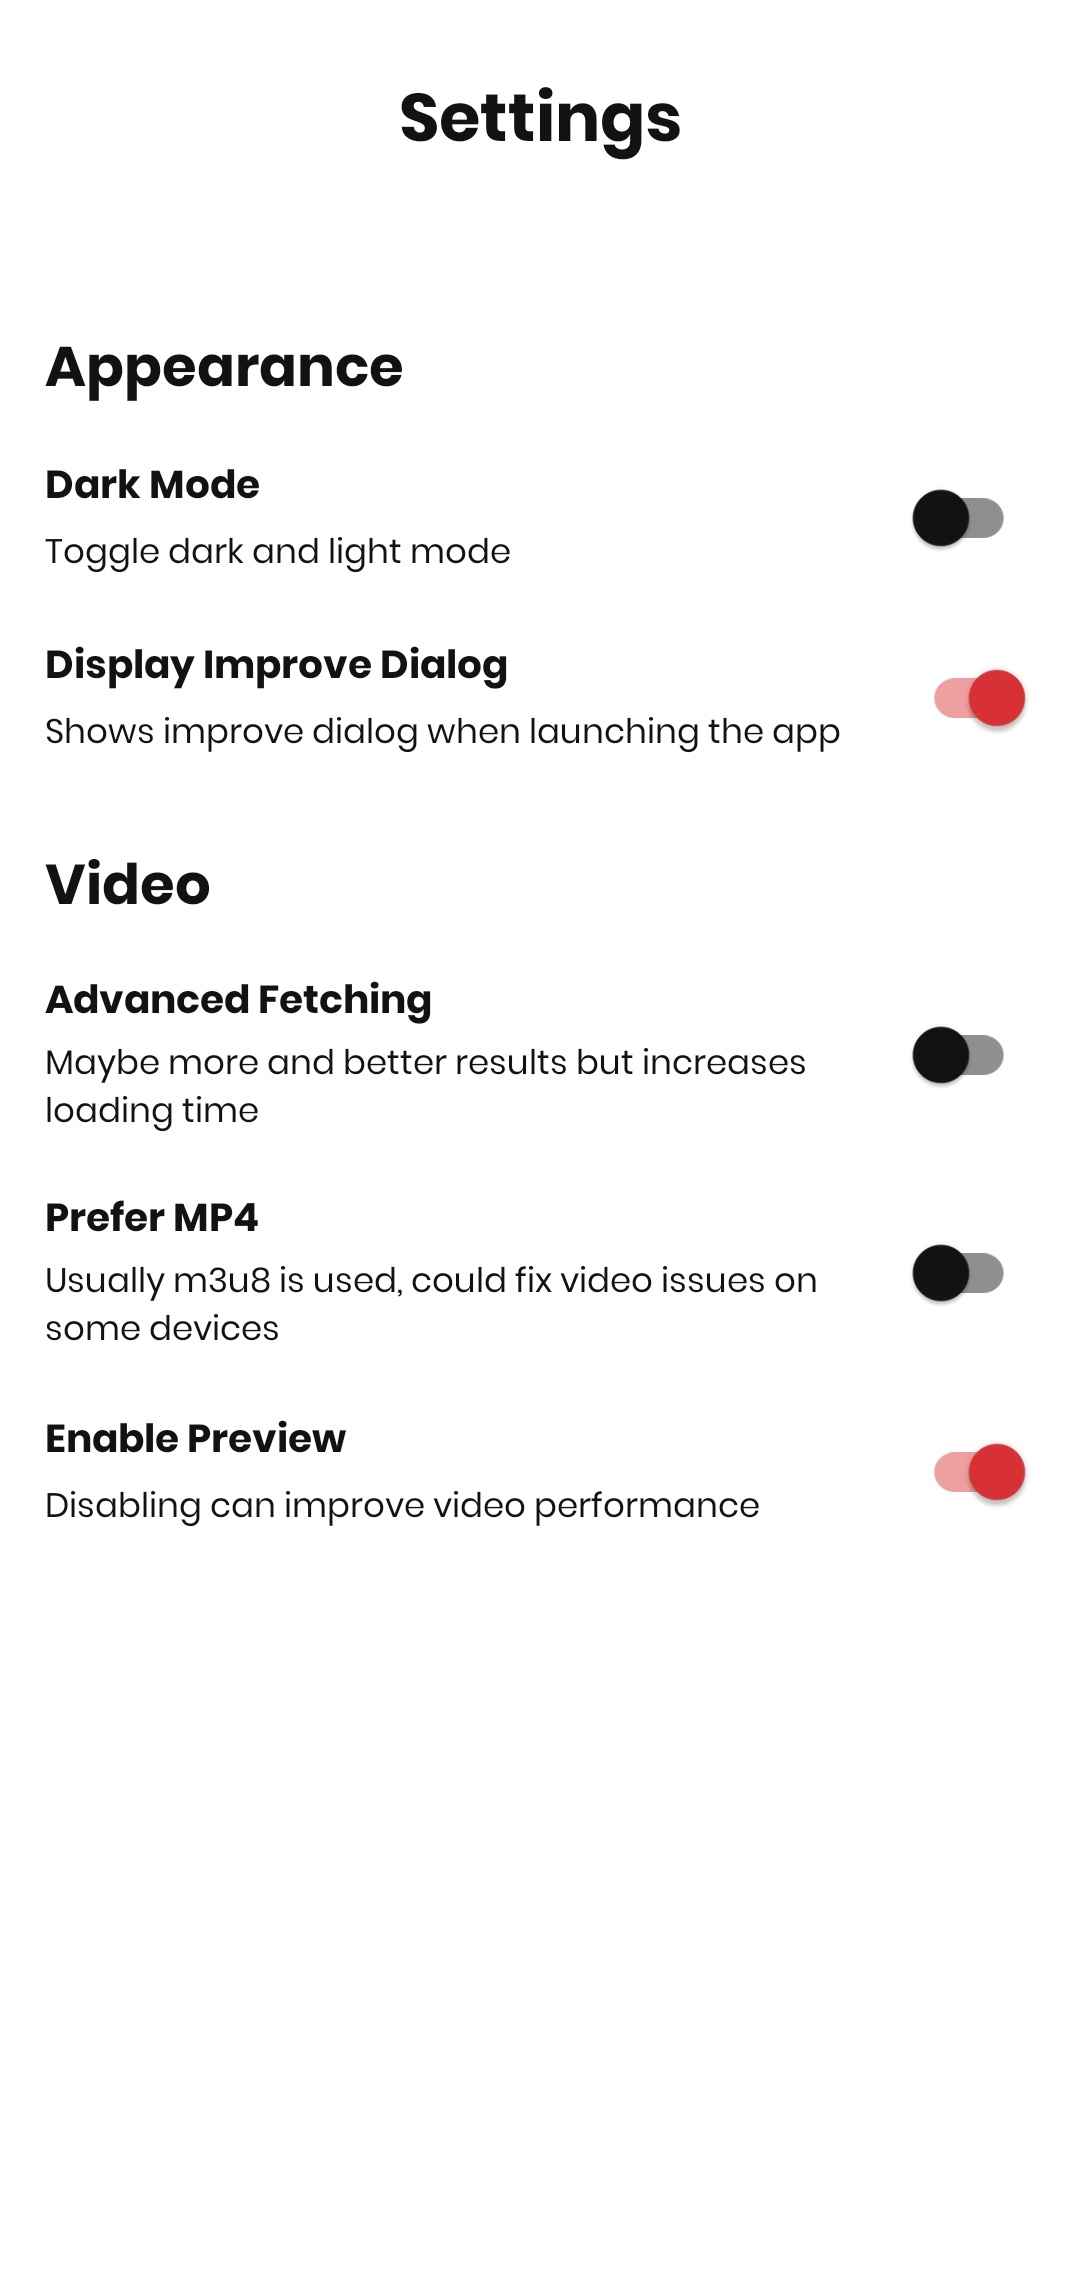 Settings
Appearance
Dark Mode
Toggle dark and light mode
Display Improve Dialog
Shows improve dialog when launching the app
Video
Advanced Fetching
Maybe more and better results but increases
loading time
Prefer MP4
Usually m3u8 is used, could fix video issues on
some devices
Enable Preview
Disabling can improve video performance